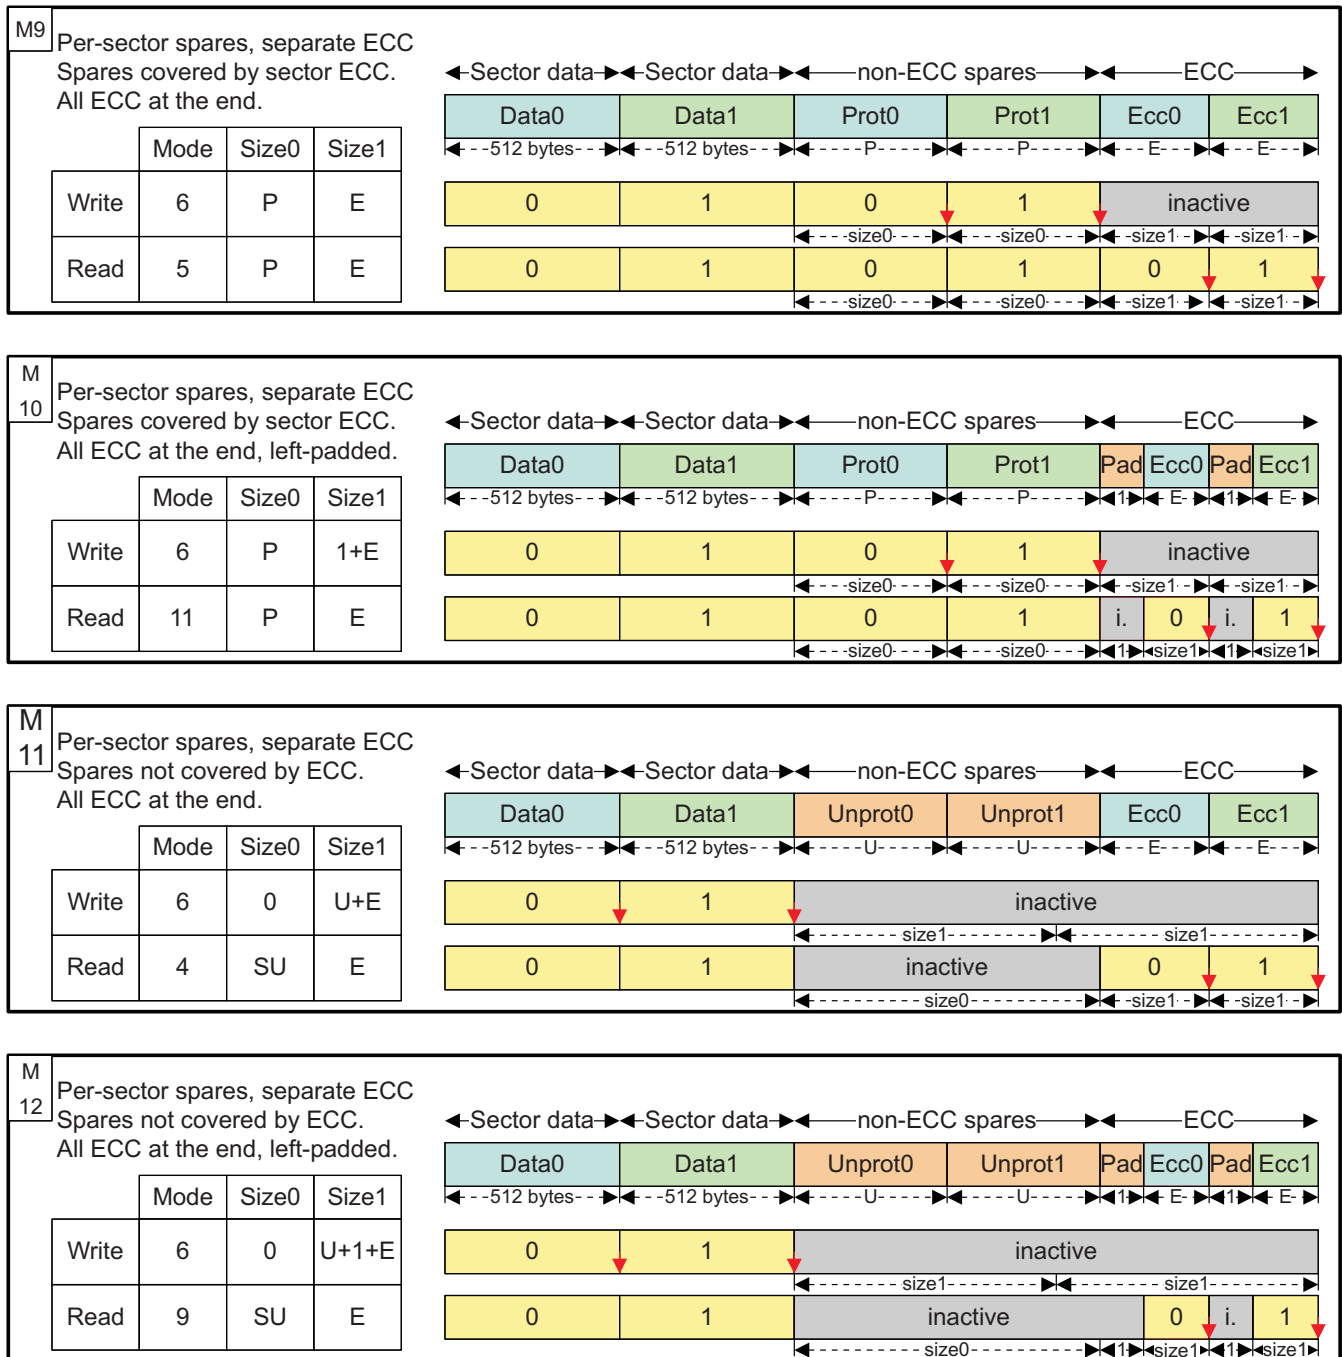 M9
Per-sector spares, separate ECC
Spares covered by sector ECC.
All ECC at the end.
Mode Size0 Size1
Write 6 P E
Read 5 P E
Sector data Sector data non-ECC spares ECC
Data0 Data1 Prot0 Prot1 Ecc0 Ecc1
512 bytes 512 bytes P P E E
0 1 0 1 inactive
size0 size0 size1 size1
0 1 0 1 0 1
size0 size0 size1 size1
M
10
Per-sector spares, separate ECC
Spares covered by sector ECC.
All ECC at the end, left-padded.
Mode Size0 Size1
Write 6 P 1+E
Read 11 P E
Sector data Sector data non-ECC spares ECC
Data0 Data1 Prot0 Prot1 Pad Ecc0 Pad Ecc1
512 bytes 512 bytes P P 1 E 1 E
0 1 0 1 inactive
size0 size0 size1 size1
0 1 0 1 i. 0 i. 1
size0 size0 1 size1 1 size1
M
11
Per-sector spares, separate ECC
Spares not covered by ECC.
All ECC at the end.
Mode Size0 Size1
Write 6 0 U+E
Read 4 SU E
Sector data Sector data non-ECC spares ECC
Data0 Data1 Unprot0 Unprot1 Ecc0 Ecc1
512 bytes 512 bytes U U E E
0 1 inactive
size1 size1
0 1 inactive 0 1
size0 size1 size1
M
12
Per-sector spares, separate ECC
Spares not covered by ECC.
All ECC at the end, left-padded.
Mode Size0 Size1
Write 6 0 U+1+E
Read 9 SU E
Sector data Sector data non-ECC spares ECC
Data0 Data1 Unprot0 Unprot1 Pad Ecc0 Pad Ecc1
512 bytes 512 bytes U U 1 E 1 E
0 1 inactive
size1 size1
0 1 inactive 0 i. 1
size0 1 size1 1 size1